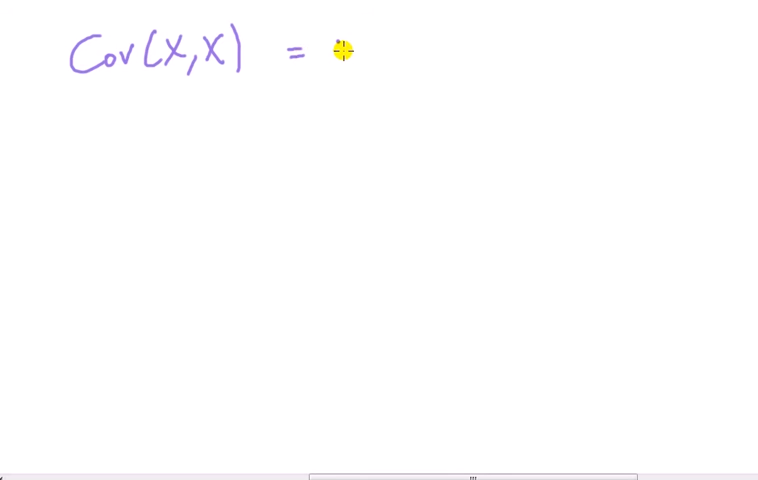 Cov(X,X) =